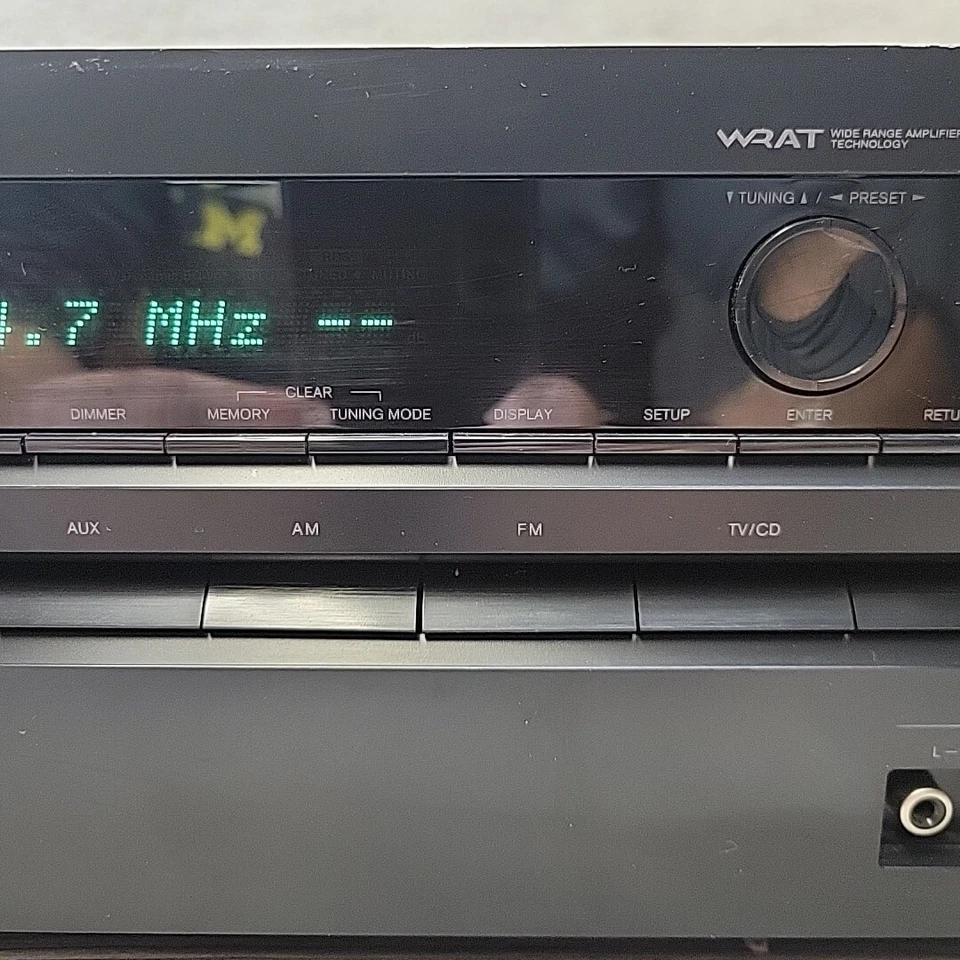 WRAT WIDE RANGE AMPLIFIER
TECHNOLOGY
▼ TUNING ▲ / ◄ PRESET ►
M
.7 MHz --
CLEAR
DIMMER MEMORY TUNING MODE DISPLAY SETUP ENTER RETU
AUX AM FM TV/CD
L